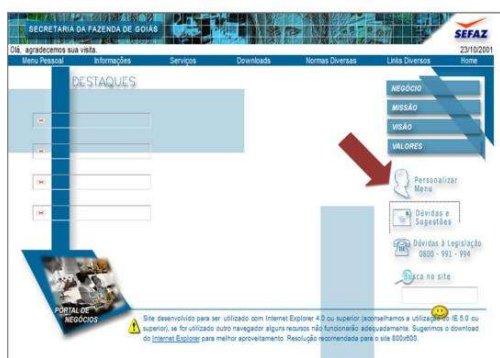 SECRETARIA DA FAZENDA DE GOIÁS
SEFAZ
Olá, agradecemos sua visita.
23/10/2001
Menu Pessoal Informações Serviços Downloads Normas Diversas Links Diversos Home
DESTAQUES
NEGÓCIO
MISSÃO
VISÃO
VALORES
Personalizar
Menu
Dúvidas e
Sugestões
Dúvidas á Legislação
0800 - 991 - 994
Busca no site
PORTAL DE
NEGÓCIOS
Site desenvolvido para ser utilizado com Internet Explorer 4.0 ou superior (aconselhamos a utilização do IE 5.0 ou
superior), se for utilizado outro navegador alguns recursos não funcionarão adequadamente. Sugerimos o download
do Internet Explorer para melhor aproveitamento. Resolução recomendada para o site 800x600.